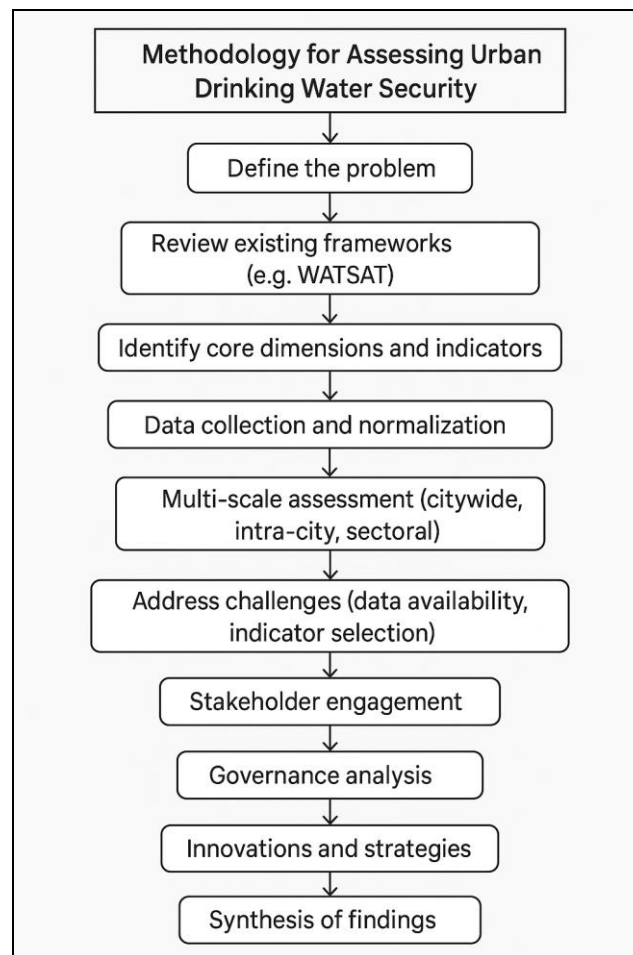 Methodology for Assessing Urban
Drinking Water Security
Define the problem
Review existing frameworks
(e.g. WATSAT)
Identify core dimensions and indicators
Data collection and normalization
Multi-scale assessment (citywide,
intra-city, sectoral)
Address challenges (data availability,
indicator selection)
Stakeholder engagement
Governance analysis
Innovations and strategies
Synthesis of findings